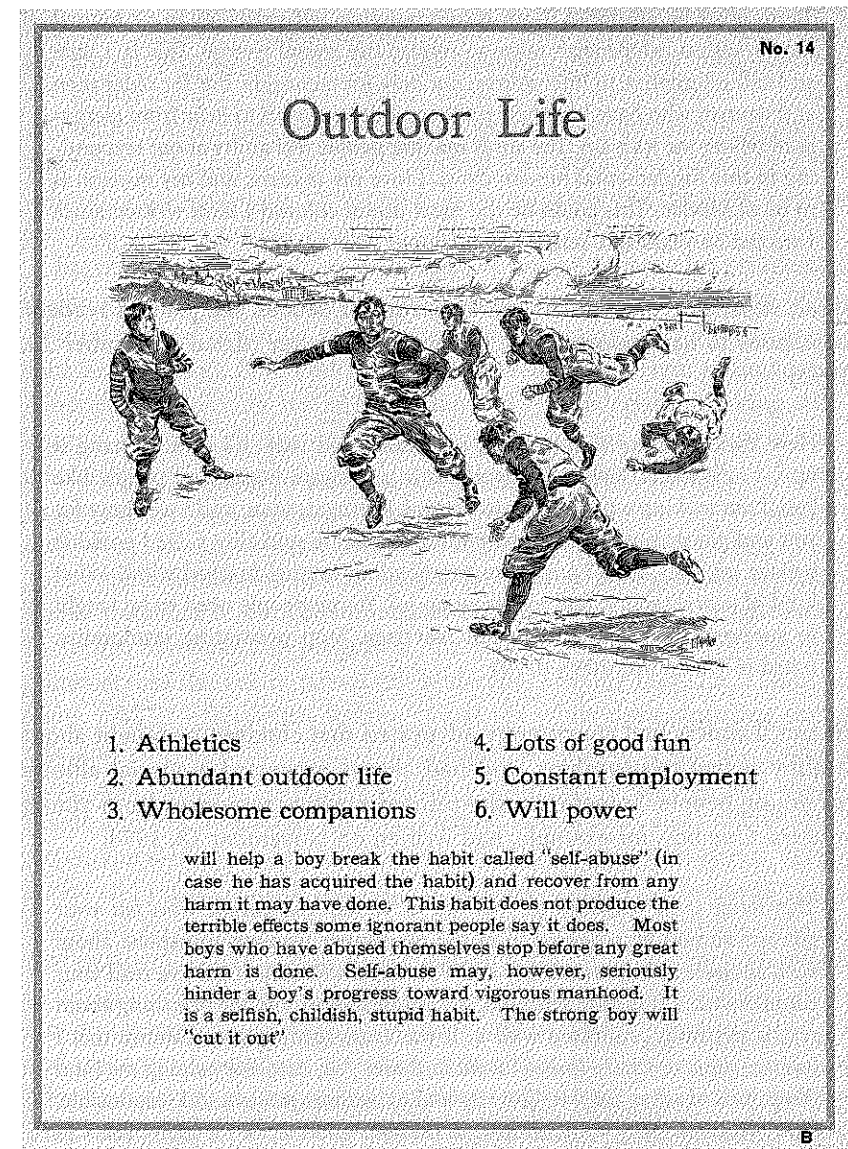 No. 14
Outdoor Life
1. Athletics
2. Abundant outdoor life
3. Wholesome companions
4. Lots of good fun
5. Constant employment
6. Will power
will help a boy break the habit called "self-abuse" (in
case he has acquired the habit) and recover from any
harm it may have done. This habit does not produce the
terrible effects some ignorant people say it does. Most
boys who have abused themselves stop before any great
harm is done. Self-abuse may, however, seriously
hinder a boy's progress toward vigorous manhood. It
is a selfish, childish, stupid habit. The strong boy will
"cut it out"
B